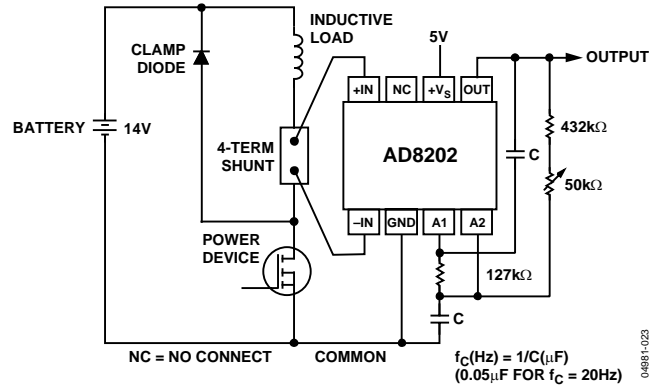 INDUCTIVE
LOAD
CLAMP
DIODE
5V
OUTPUT
+IN
NC
+VS
OUT
BATTERY
14V
4-TERM
SHUNT
AD8202
C
432kΩ
50kΩ
–IN
GND
A1
A2
POWER
DEVICE
127kΩ
C
NC = NO CONNECT
COMMON
fC(Hz) = 1/C(μF)
(0.05μF FOR fC = 20Hz)
04981-023